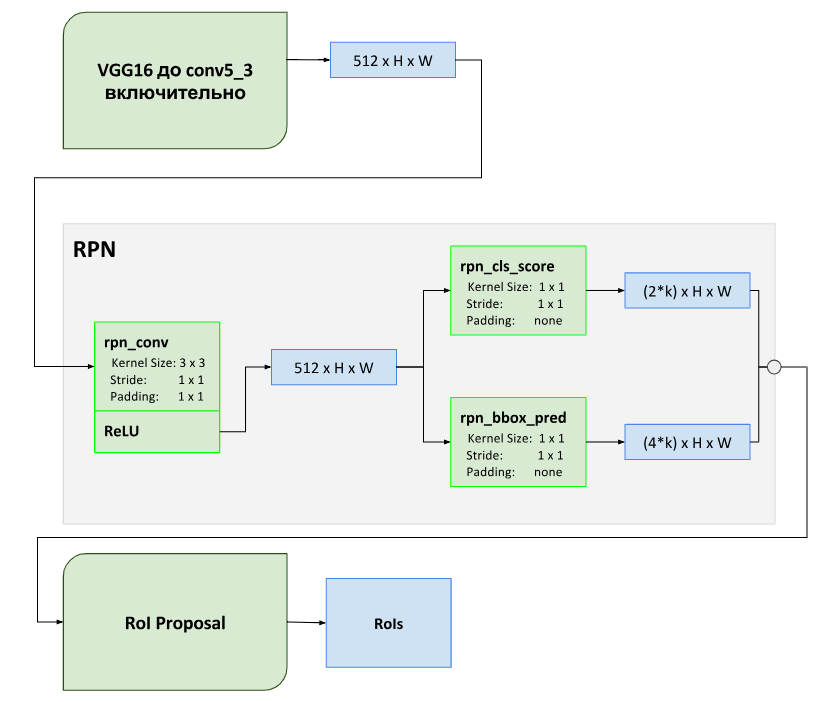 VGG16 до conv5_3
включительно
512 x H x W
RPN
rpn_conv
Kernel Size: 3 x 3
Stride: 1 x 1
Padding: 1 x 1
ReLU
512 x H x W
rpn_cls_score
Kernel Size: 1 x 1
Stride: 1 x 1
Padding: none
(2*k) x H x W
rpn_bbox_pred
Kernel Size: 1 x 1
Stride: 1 x 1
Padding: none
(4*k) x H x W
RoI Proposal
RoIs